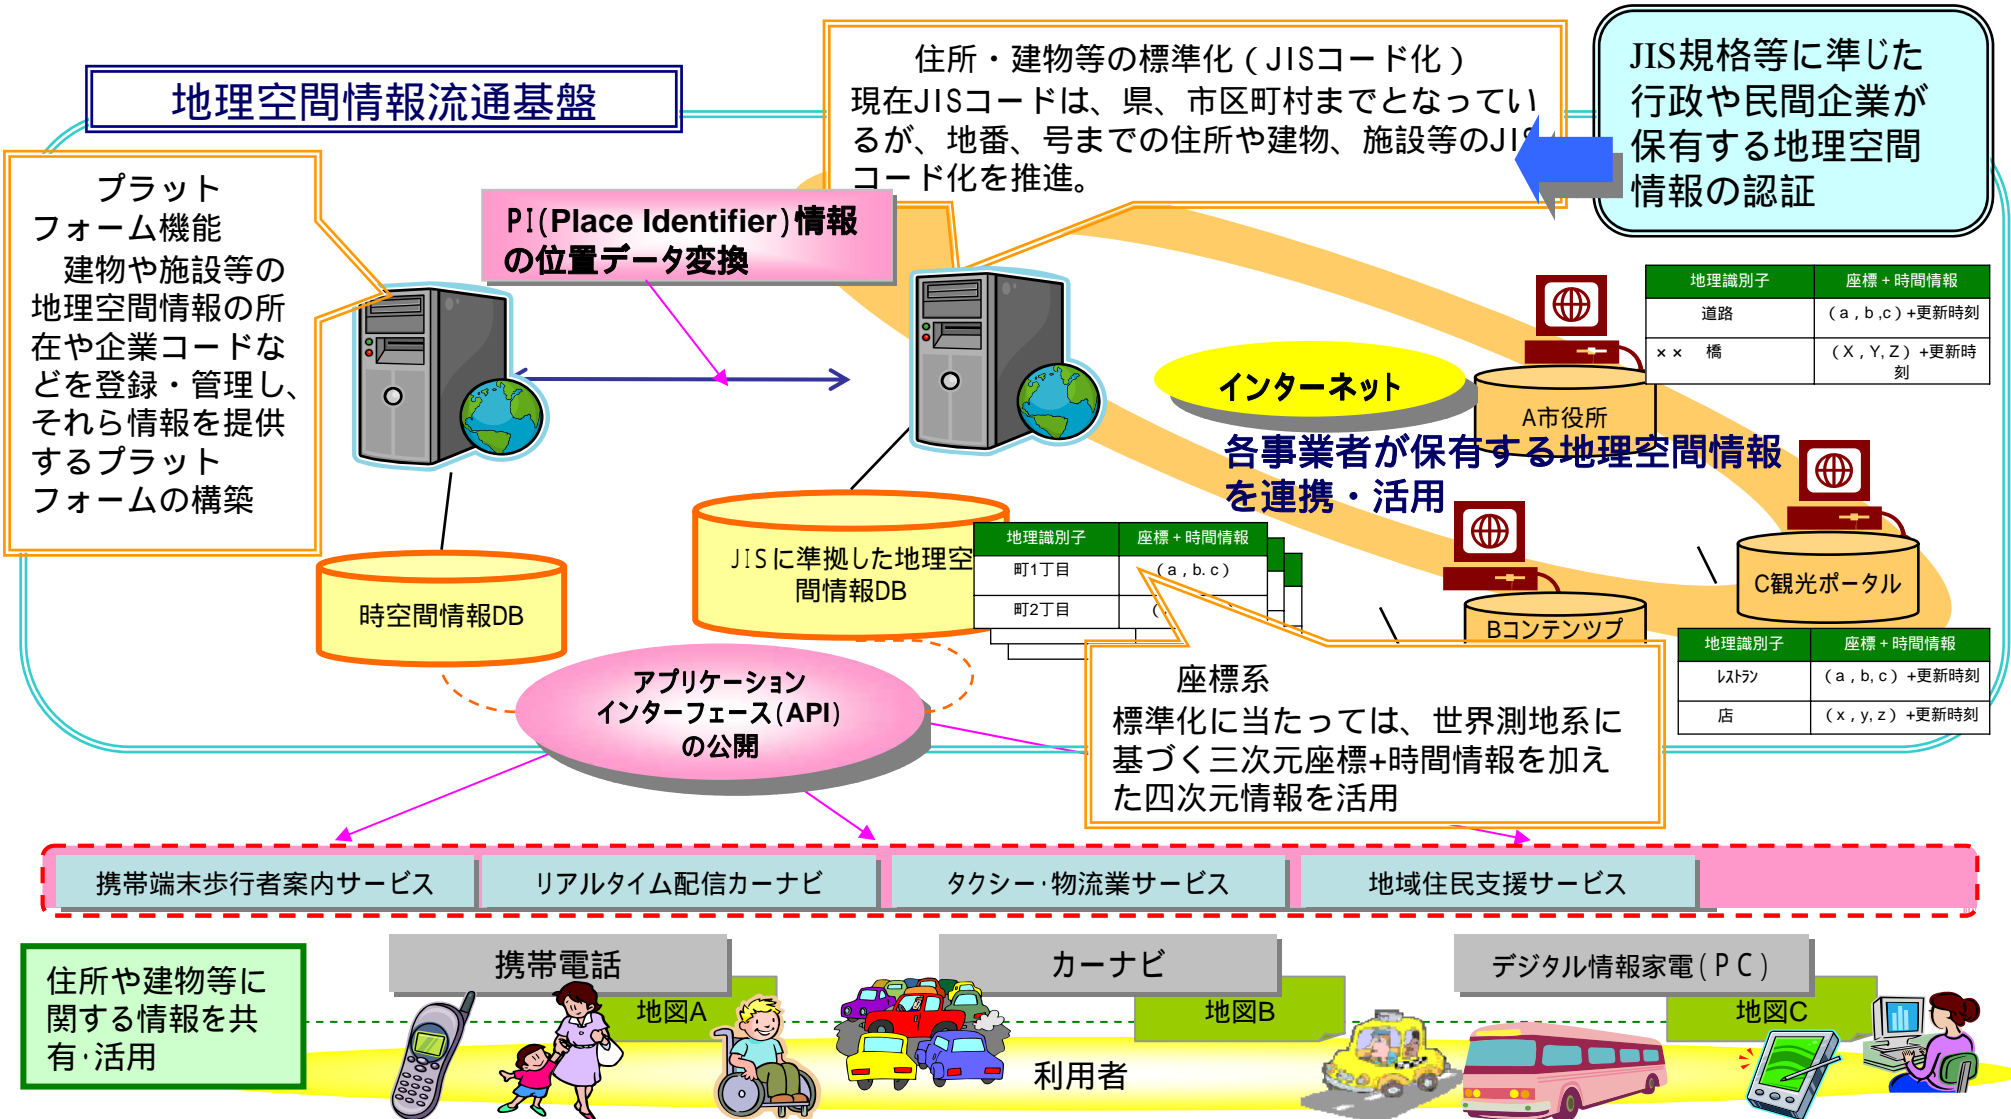 地理空間情報流通基盤
住所・建物等の標準化（JISコード化）
現在JISコードは、県、市区町村までとなってい
るが、地番、号までの住所や建物、施設等のJIS
コード化を推進。
JIS規格等に準じた
行政や民間企業が
保有する地理空間
情報の認証
プラット
フォーム機能
建物や施設等の
地理空間情報の所
在や企業コードな
どを登録・管理し、
それら情報を提供
するプラット
フォームの構築
PI(Place Identifier)情報
の位置データ変換
インターネット
地理識別子 座標+時間情報
道路 (a,b,c)+更新時刻
××橋 (X,Y,Z)+更新時
刻
A市役所
各事業者が保有する地理空間情報
を連携・活用
C観光ポータル
Bコンテンツプ
時空間情報DB
JISに準拠した地理空
間情報DB
地理識別子 座標+時間情報
町1丁目 (a,b.c)
町2丁目 (
地理識別子 座標+時間情報
レストラン (a,b,c)+更新時刻
店 (x,y,z)+更新時刻
アプリケーション
インターフェース(API)
の公開
座標系
標準化に当たっては、世界測地系に
基づく三次元座標+時間情報を加え
た四次元情報を活用
携帯端末歩行者案内サービス
リアルタイム配信カーナビ
タクシー・物流業サービス
地域住民支援サービス
住所や建物等に
関する情報を共
有・活用
携帯電話
地図A
カーナビ
地図B
デジタル情報家電(PC)
地図C
利用者